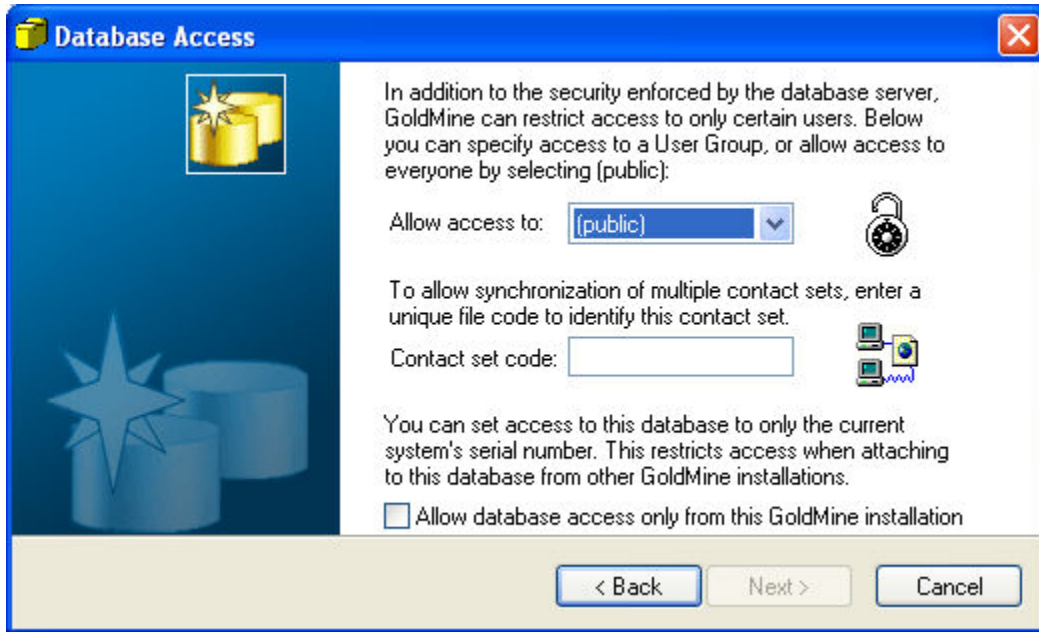 Database Access
In addition to the security enforced by the database server,
GoldMine can restrict access to only certain users. Below
you can specify access to a User Group, or allow access to
everyone by selecting (public):
Allow access to: (public)
To allow synchronization of multiple contact sets, enter a
unique file code to identify this contact set.
Contact set code:
You can set access to this database to only the current
system's serial number. This restricts access when attaching
to this database from other GoldMine installations.
Allow database access only from this GoldMine installation
< Back Next > Cancel